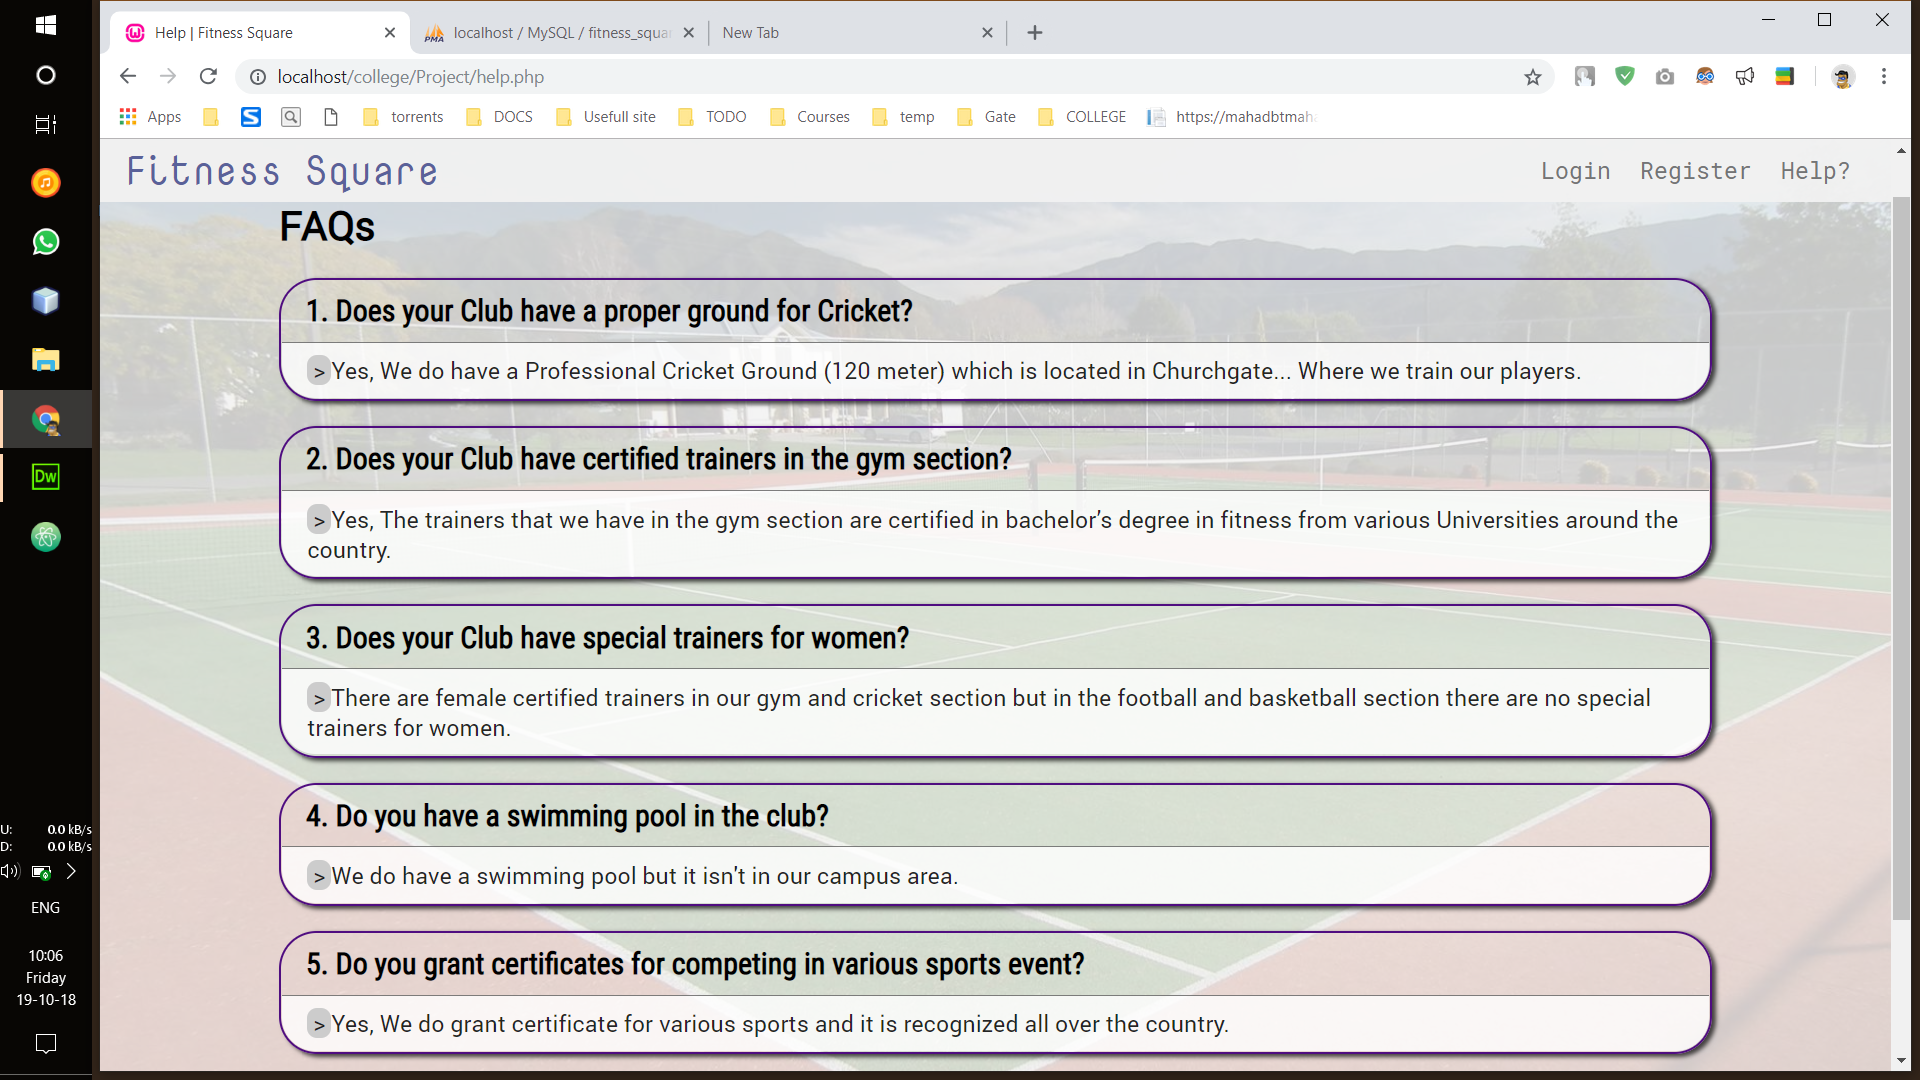 Help | Fitness Square
localhost / MySQL / fitness_squa
New Tab
localhost/college/Project/help.php
Apps
torrents
DOCS
Usefull site
TODO
Courses
temp
Gate
COLLEGE
https://mahadbtmah
Fitness Square
Login Register Help?
FAQs
1. Does your Club have a proper ground for Cricket?
>Yes, We do have a Professional Cricket Ground (120 meter) which is located in Churchgate... Where we train our players.
2. Does your Club have certified trainers in the gym section?
>Yes, The trainers that we have in the gym section are certified in bachelor’s degree in fitness from various Universities around the
country.
3. Does your Club have special trainers for women?
>There are female certified trainers in our gym and cricket section but in the football and basketball section there are no special
trainers for women.
4. Do you have a swimming pool in the club?
>We do have a swimming pool but it isn't in our campus area.
5. Do you grant certificates for competing in various sports event?
>Yes, We do grant certificate for various sports and it is recognized all over the country.
Dw
U: 0.0 kB/s
D: 0.0 kB/s
ENG
10:06
Friday
19-10-18
PMA